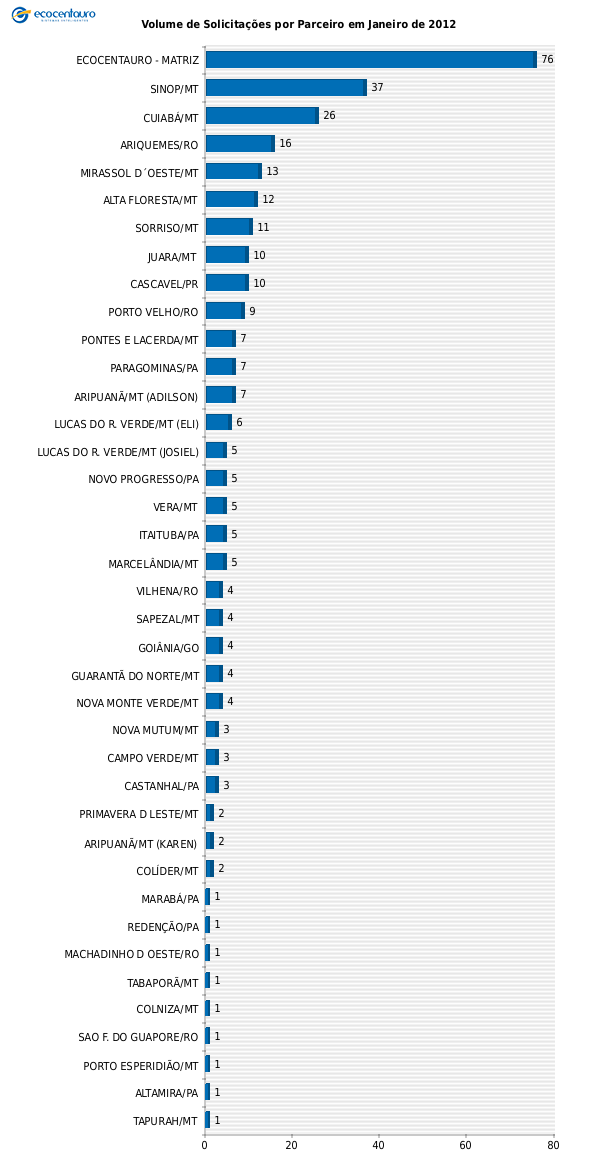 ecocentauro
Volume de Solicitações por Parceiro em Janeiro de 2012
ECOCENTAURO - MATRIZ 76
SINOP/MT 37
CUIABÁ/MT 26
ARIQUEMES/RO 16
MIRASSOL D´OESTE/MT 13
ALTA FLORESTA/MT 12
SORRISO/MT 11
JUARA/MT 10
CASCAVEL/PR 10
PORTO VELHO/RO 9
PONTES E LACERDA/MT 7
PARAGOMINAS/PA 7
ARIPUANÃ/MT (ADILSON) 7
LUCAS DO R. VERDE/MT (ELI) 6
LUCAS DO R. VERDE/MT (JOSIEL) 5
NOVO PROGRESSO/PA 5
VERA/MT 5
ITAITUBA/PA 5
MARCELÂNDIA/MT 5
VILHENA/RO 4
SAPEZAL/MT 4
GOIÂNIA/GO 4
GUARANTÃ DO NORTE/MT 4
NOVA MONTE VERDE/MT 4
NOVA MUTUM/MT 3
CAMPO VERDE/MT 3
CASTANHAL/PA 3
PRIMAVERA D LESTE/MT 2
ARIPUANÃ/MT (KAREN) 2
COLÍDER/MT 2
MARABÁ/PA 1
REDENÇÃO/PA 1
MACHADINHO D OESTE/RO 1
TABAPORÃ/MT 1
COLNIZA/MT 1
SAO F. DO GUAPORE/RO 1
PORTO ESPERIDIÃO/MT 1
ALTAMIRA/PA 1
TAPURAH/MT 1
0 20 40 60 80